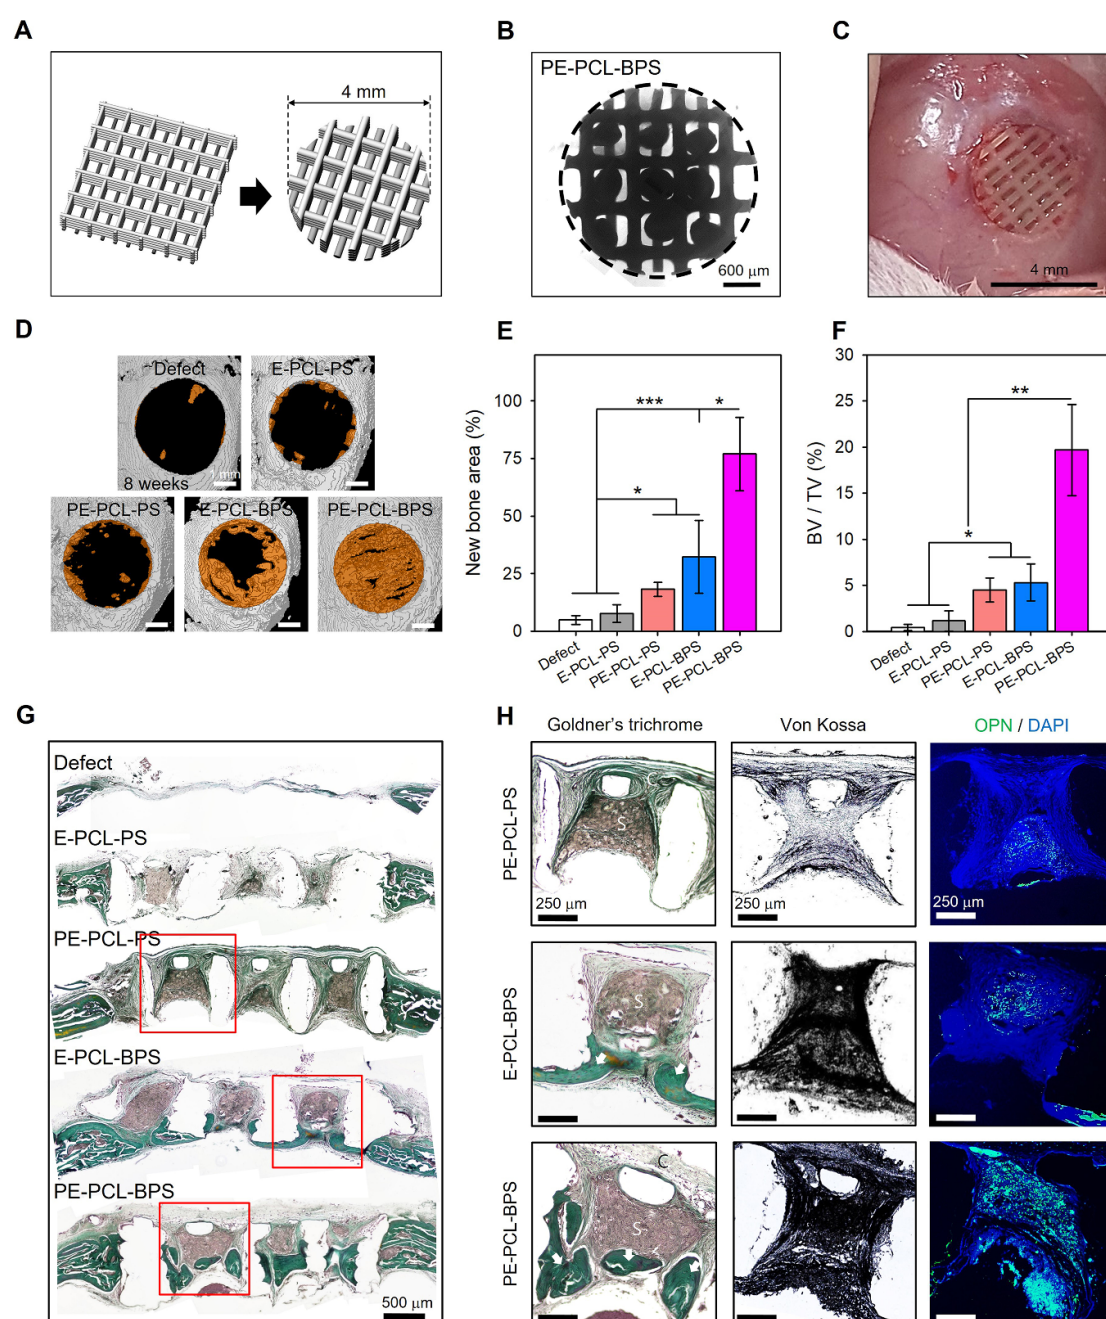 A
4 mm
B
PE-PCL-BPS
600 μm
C
4 mm
D
Defect
1 mm
8 weeks
E-PCL-PS
PE-PCL-PS
E-PCL-BPS
PE-PCL-BPS
E
New bone area (%)
100
75
50
25
0
***
*
*
Defect
E-PCL-PS
PE-PCL-PS
E-PCL-BPS
PE-PCL-BPS
F
BV / TV (%)
30
25
20
15
10
5
0
**
*
Defect
E-PCL-PS
PE-PCL-PS
E-PCL-BPS
PE-PCL-BPS
G
Defect
E-PCL-PS
PE-PCL-PS
E-PCL-BPS
PE-PCL-BPS
500 μm
H
Goldner's trichrome
Von Kossa
OPN / DAPI
PE-PCL-PS
C
S
250 μm
250 μm
250 μm
E-PCL-BPS
S
PE-PCL-BPS
C
S